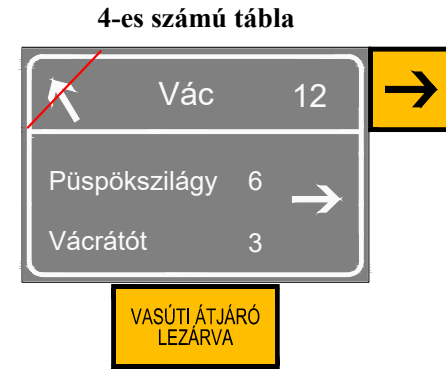 4-es számú tábla
Vác 12
Püspökszilágy 6
Vácrátót 3
VASÚTI ÁTJÁRÓ
LEZÁRVA